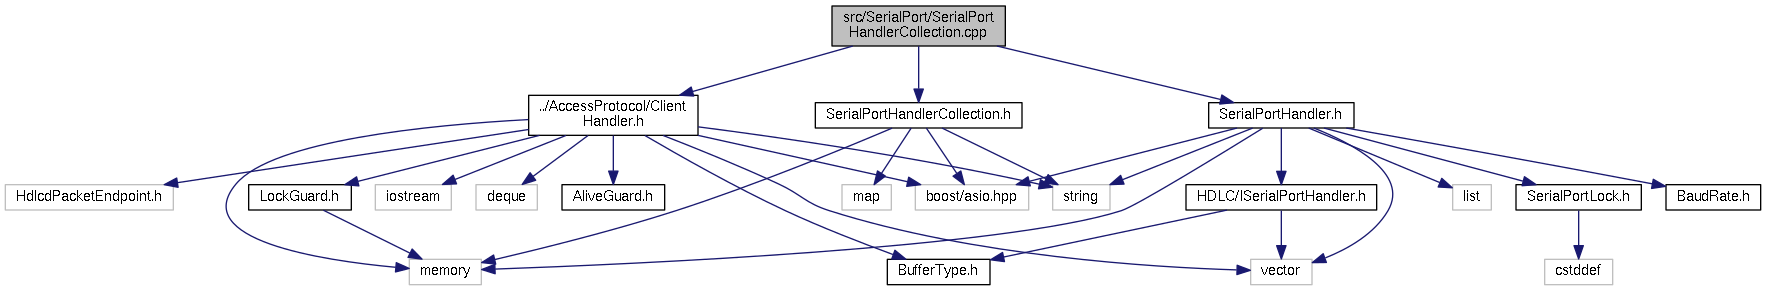 src/SerialPort/SerialPort
HandlerCollection.cpp
../AccessProtocol/Client
Handler.h
SerialPortHandlerCollection.h
SerialPortHandler.h
HdlcdPacketEndpoint.h
LockGuard.h
iostream
deque
AliveGuard.h
map
boost/asio.hpp
string
HDLC/ISerialPortHandler.h
list
SerialPortLock.h
BaudRate.h
memory
BufferType.h
vector
cstddef